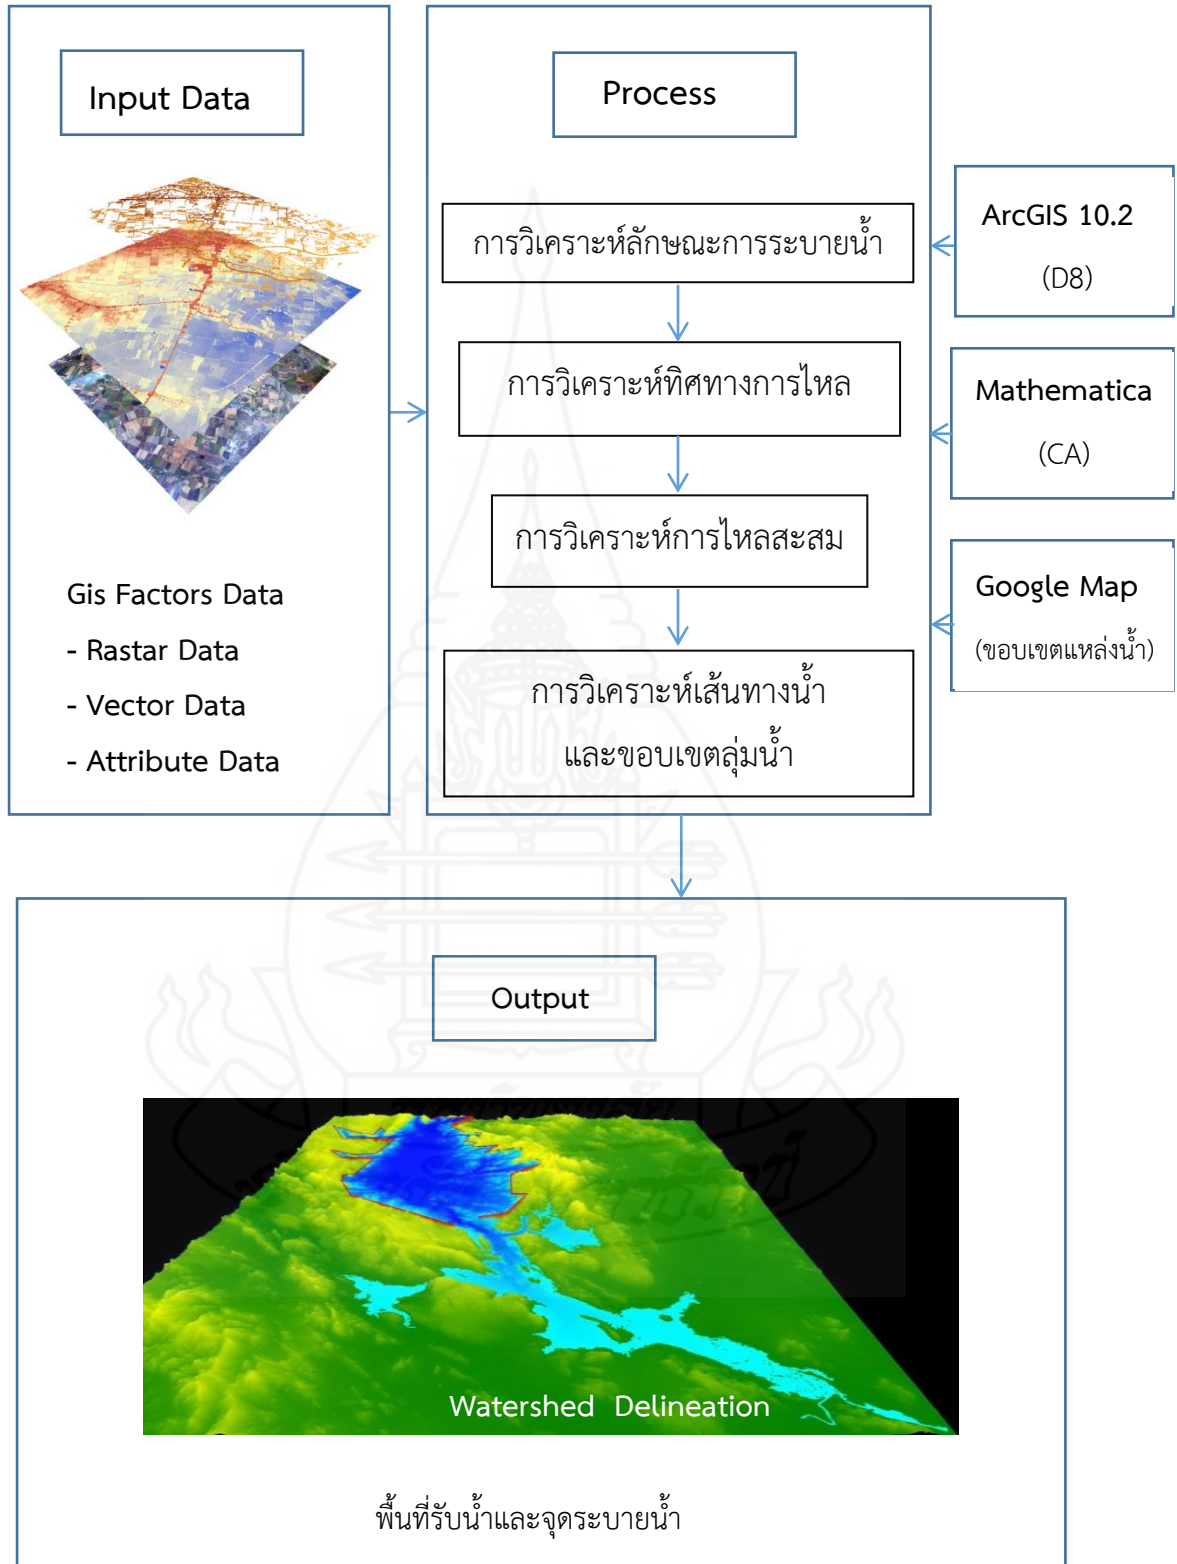 Input Data
Gis Factors Data
- Rastar Data
- Vector Data
- Attribute Data
Process
การวิเคราะห์ลักษณะการระบายน้ำ
การวิเคราะห์ทิศทางการไหล
การวิเคราะห์การไหลสะสม
การวิเคราะห์เส้นทางน้ำ
และขอบเขตลุ่มน้ำ
ArcGIS 10.2
(D8)
Mathematica
(CA)
Google Map
(ขอบเขตแหล่งน้ำ)
Output
Watershed Delineation
พื้นที่รับน้ำและจุดระบายน้ำ